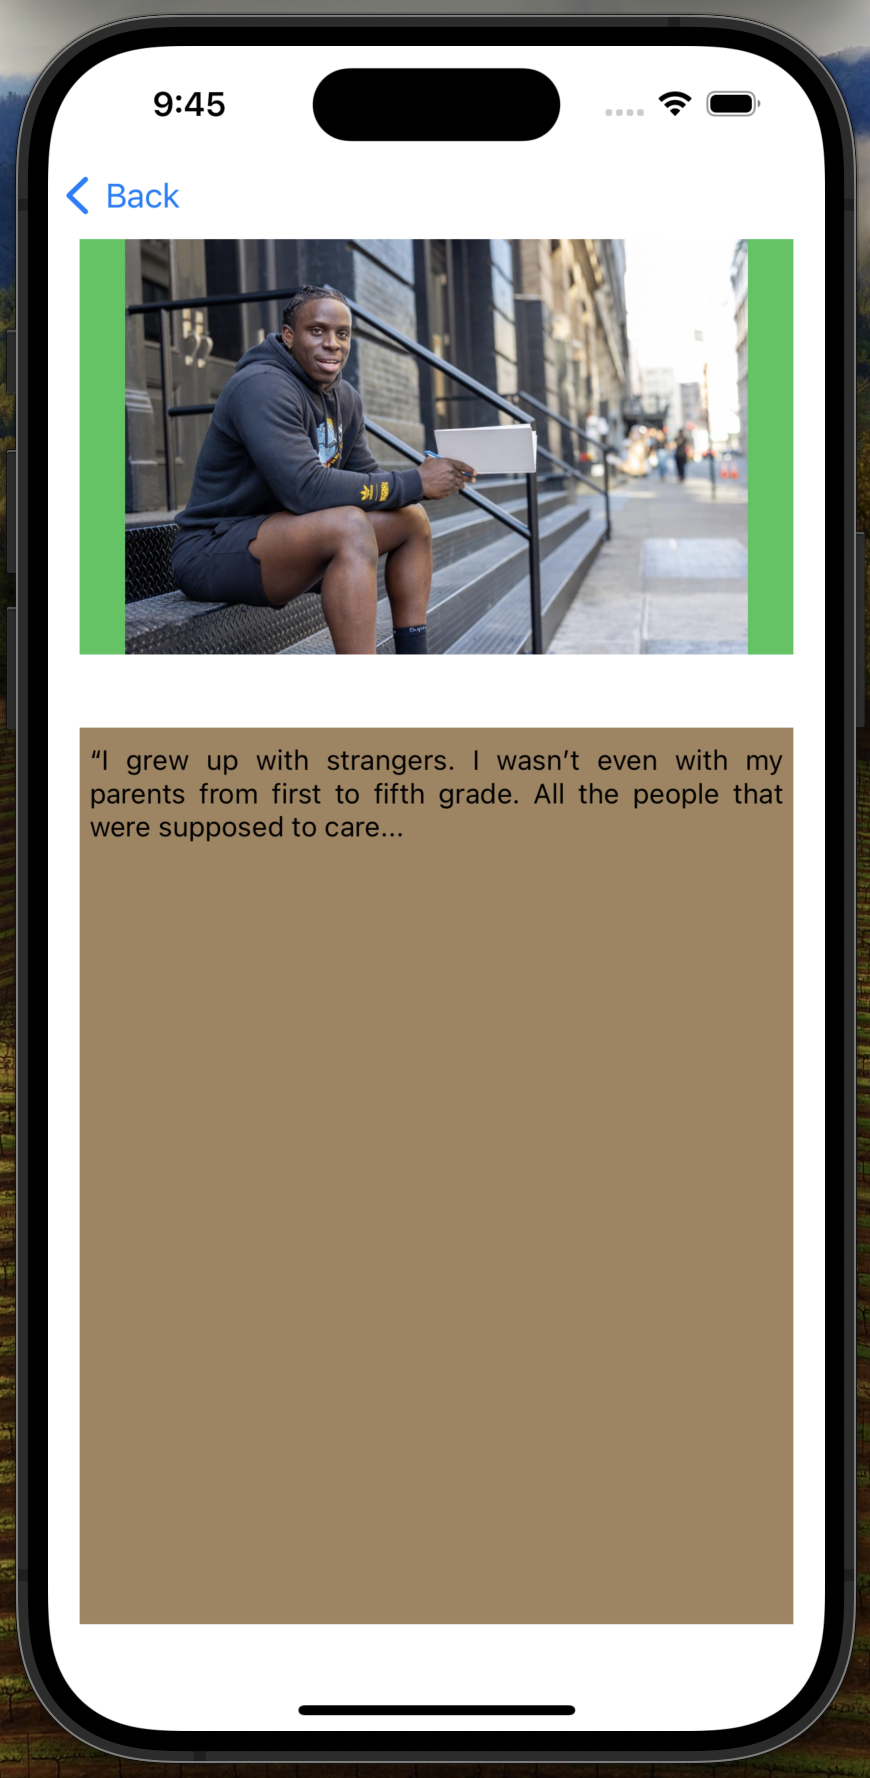 9:45
Back
“I grew up with strangers. I wasn’t even with my
parents from first to fifth grade. All the people that
were supposed to care...